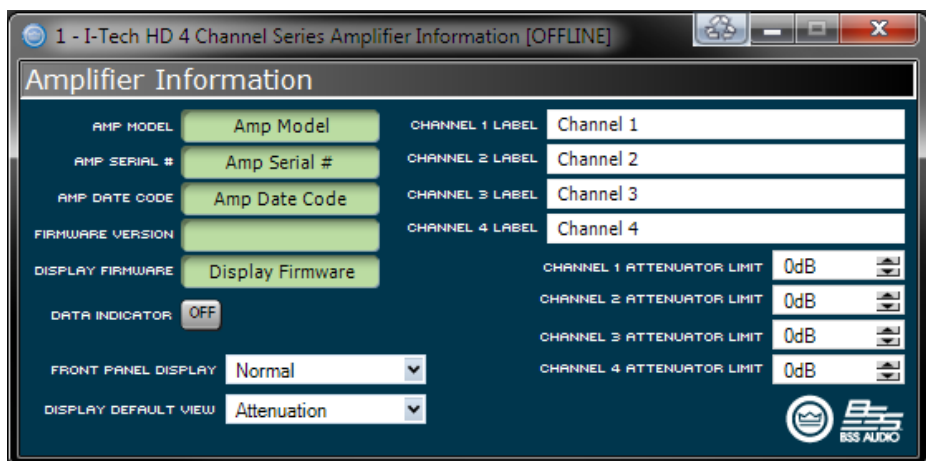 1 - I-Tech HD 4 Channel Series Amplifier Information [OFFLINE]
Amplifier Information
AMP MODEL Amp Model
AMP SERIAL # Amp Serial #
AMP DATE CODE Amp Date Code
FIRMWARE VERSION
DISPLAY FIRMWARE Display Firmware
DATA INDICATOR OFF
FRONT PANEL DISPLAY Normal
DISPLAY DEFAULT VIEW Attenuation
CHANNEL 1 LABEL Channel 1
CHANNEL 2 LABEL Channel 2
CHANNEL 3 LABEL Channel 3
CHANNEL 4 LABEL Channel 4
CHANNEL 1 ATTENUATOR LIMIT 0dB
CHANNEL 2 ATTENUATOR LIMIT 0dB
CHANNEL 3 ATTENUATOR LIMIT 0dB
CHANNEL 4 ATTENUATOR LIMIT 0dB
BSS
BSS AUDIO